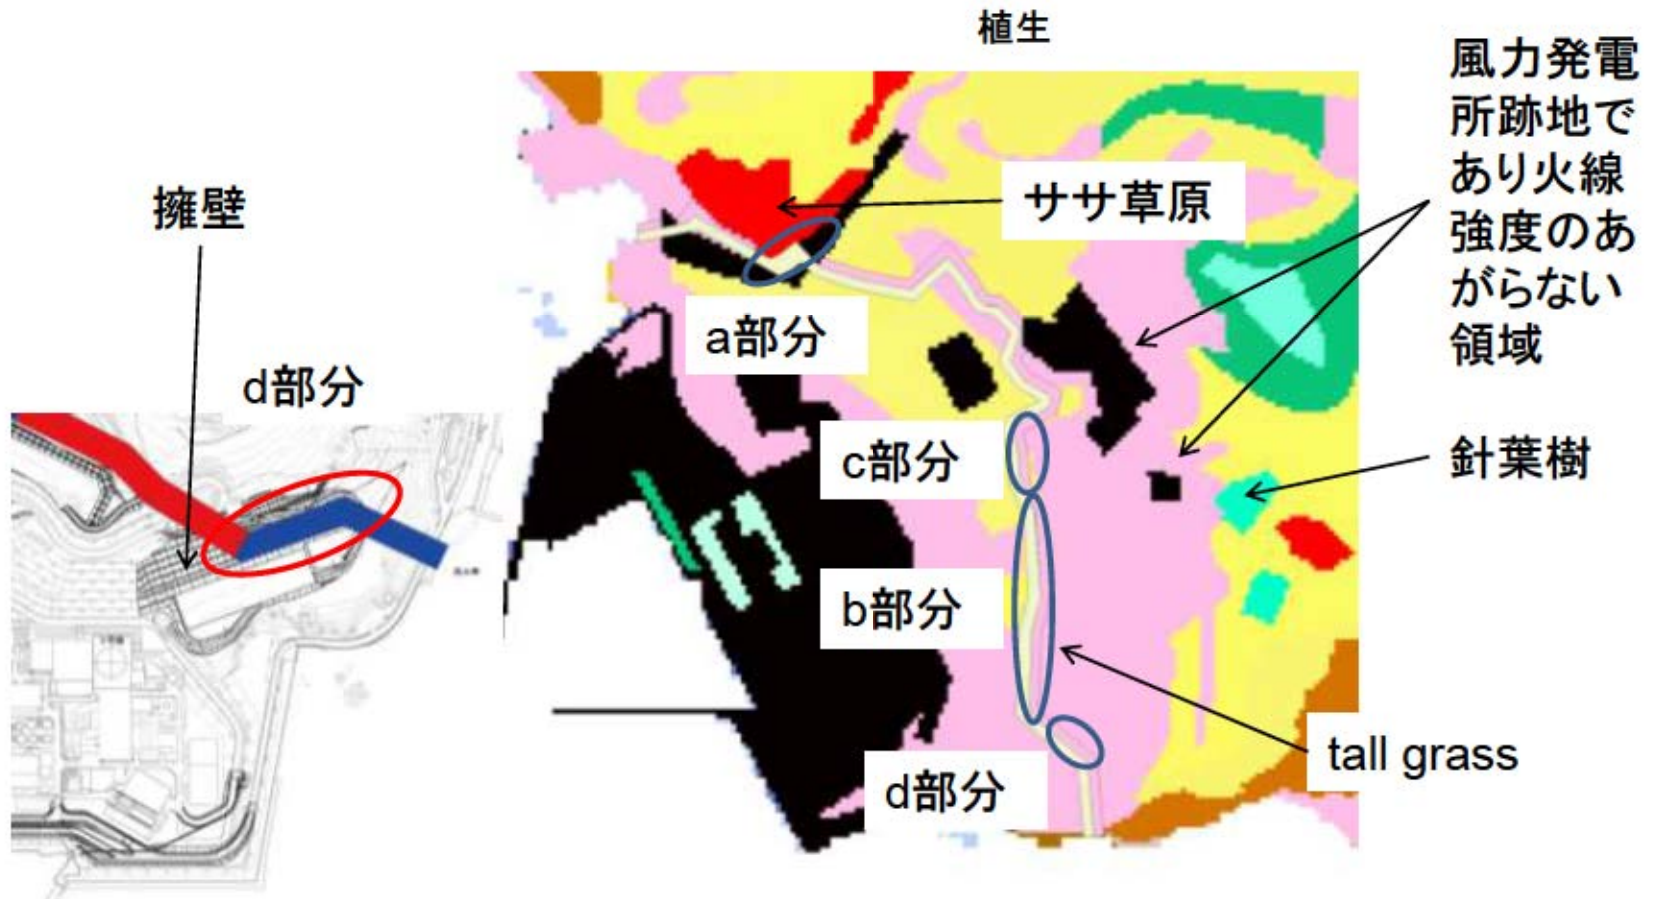 植生
風力発電
所跡地で
あり火線
強度のあ
がらない
領域
擁壁
ササ草原
a部分
d部分
c部分
針葉樹
b部分
tall grass
d部分